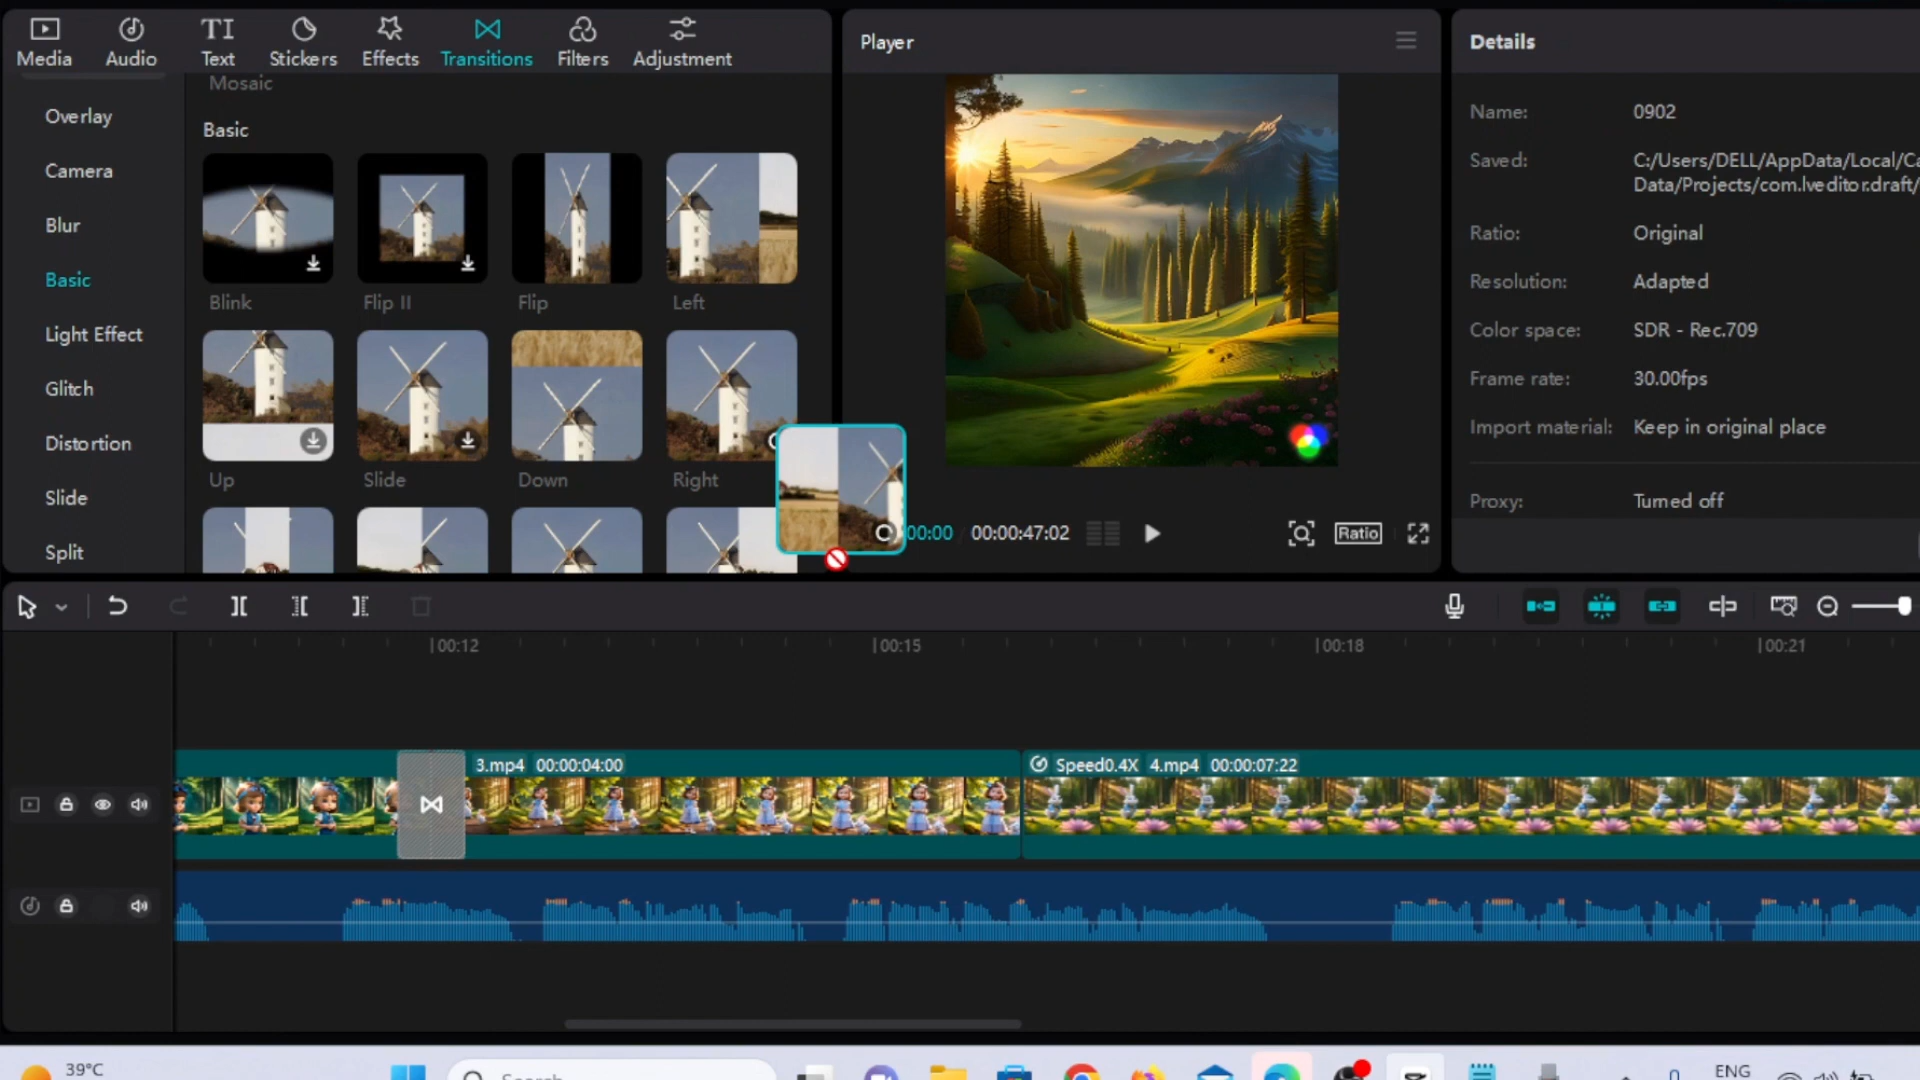 Media
Audio
TI
Text
Stickers
Effects
Transitions
Filters
Adjustment
Overlay
Camera
Blur
Basic
Light Effect
Glitch
Distortion
Slide
Split
Mosaic
Basic
Blink
Flip II
Flip
Left
Up
Slide
Down
Right
Player
00:00
00:00:47:02
Ratio
Details
Name: 0902
Saved: C:/Users/DELL/AppData/Local/Ca
Data/Projects/com.lveditor.draft/
Ratio: Original
Resolution: Adapted
Color space: SDR - Rec.709
Frame rate: 30.00fps
Import material: Keep in original place
Proxy: Turned off
00:12
00:15
00:18
00:21
3.mp4 00:00:04:00
Speed0.4X 4.mp4 00:00:07:22
39°C
Search
ENG